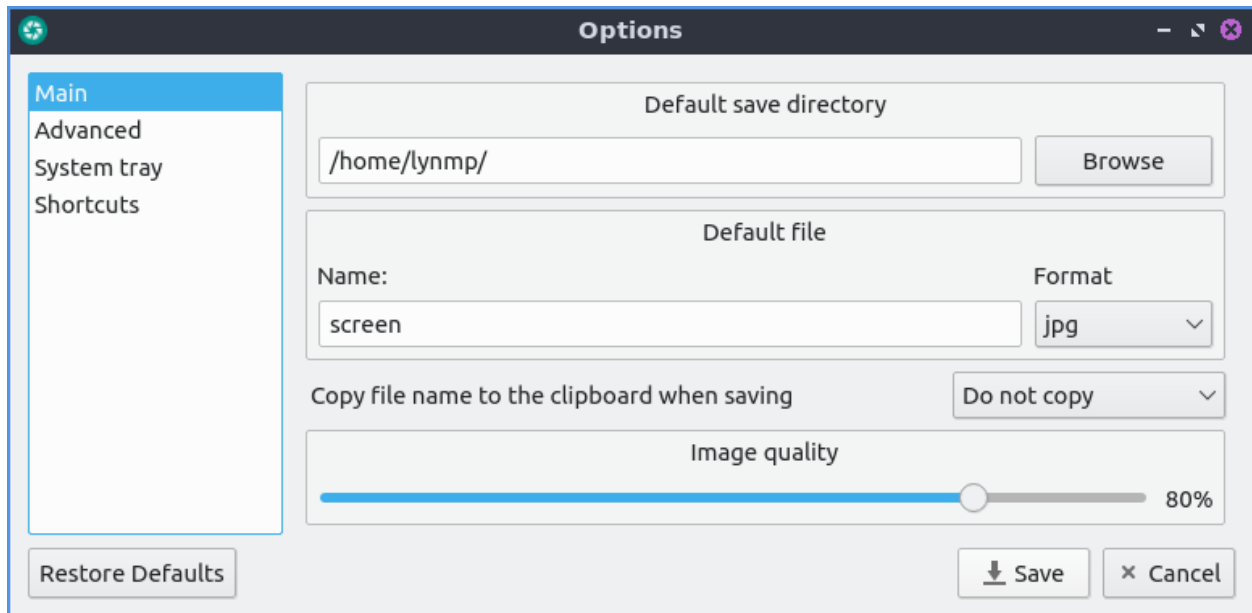 Options
Main
Advanced
System tray
Shortcuts
Default save directory
/home/lynmp/
Browse
Default file
Name:
Format
screen
jpg
Copy file name to the clipboard when saving
Do not copy
Image quality
80%
Restore Defaults
Save
Cancel